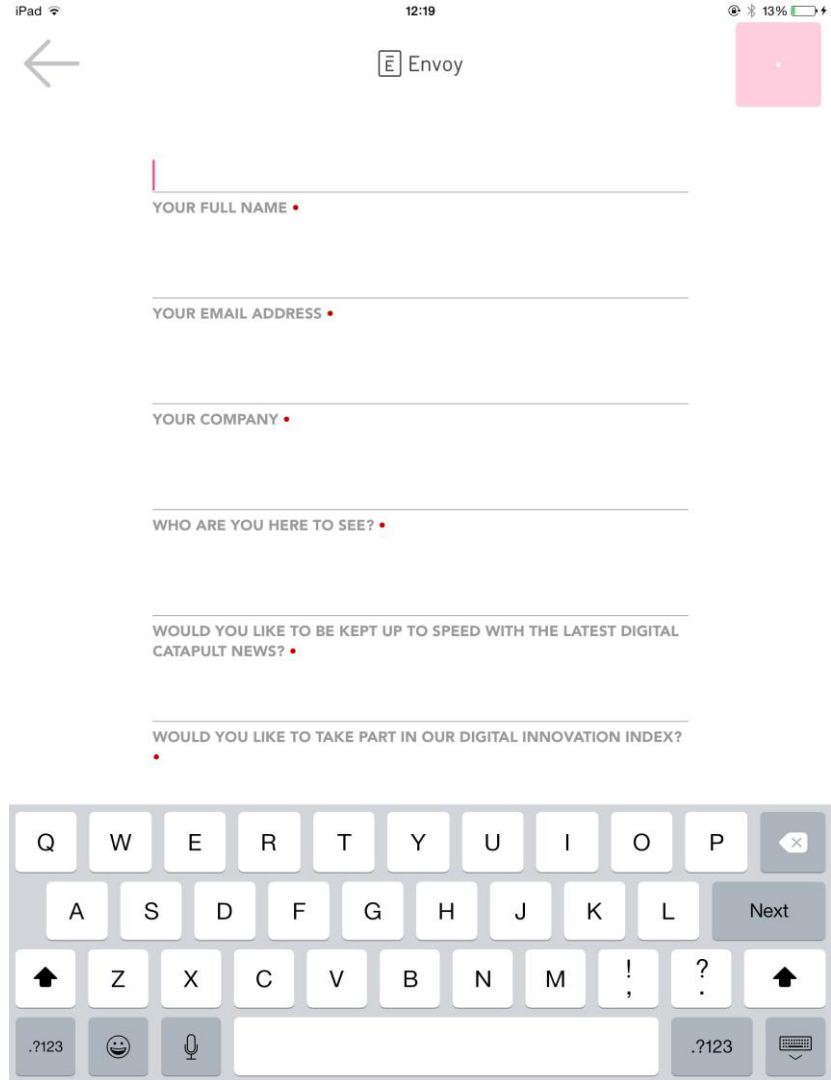 iPad 12:19 13%
Ē Envoy
YOUR FULL NAME •
YOUR EMAIL ADDRESS •
YOUR COMPANY •
WHO ARE YOU HERE TO SEE? •
WOULD YOU LIKE TO BE KEPT UP TO SPEED WITH THE LATEST DIGITAL
CATAPULT NEWS? •
WOULD YOU LIKE TO TAKE PART IN OUR DIGITAL INNOVATION INDEX?
•
Q W E R T Y U I O P
A S D F G H J K L Next
Z X C V B N M ! , ? .
.?123 .?123